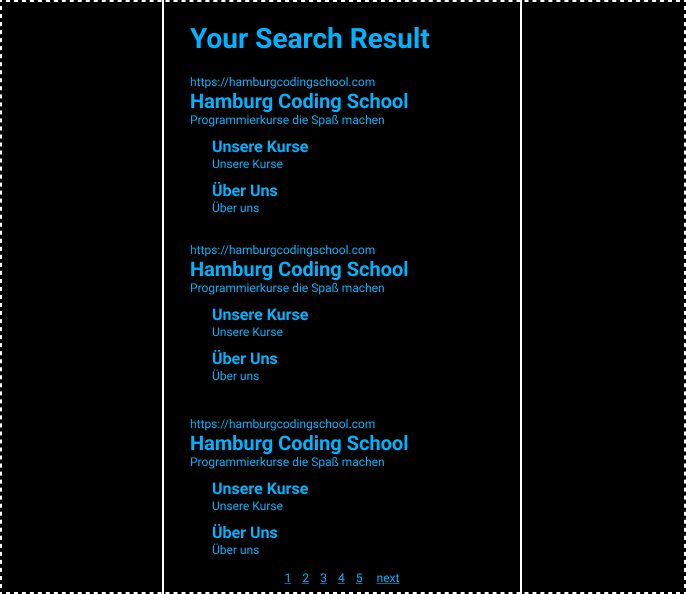 Your Search Result
https://hamburgcodingschool.com
Hamburg Coding School
Programmierkurse die Spaß machen
Unsere Kurse
Unsere Kurse
Über Uns
Über uns
https://hamburgcodingschool.com
Hamburg Coding School
Programmierkurse die Spaß machen
Unsere Kurse
Unsere Kurse
Über Uns
Über uns
https://hamburgcodingschool.com
Hamburg Coding School
Programmierkurse die Spaß machen
Unsere Kurse
Unsere Kurse
Über Uns
Über uns
1 2 3 4 5 next